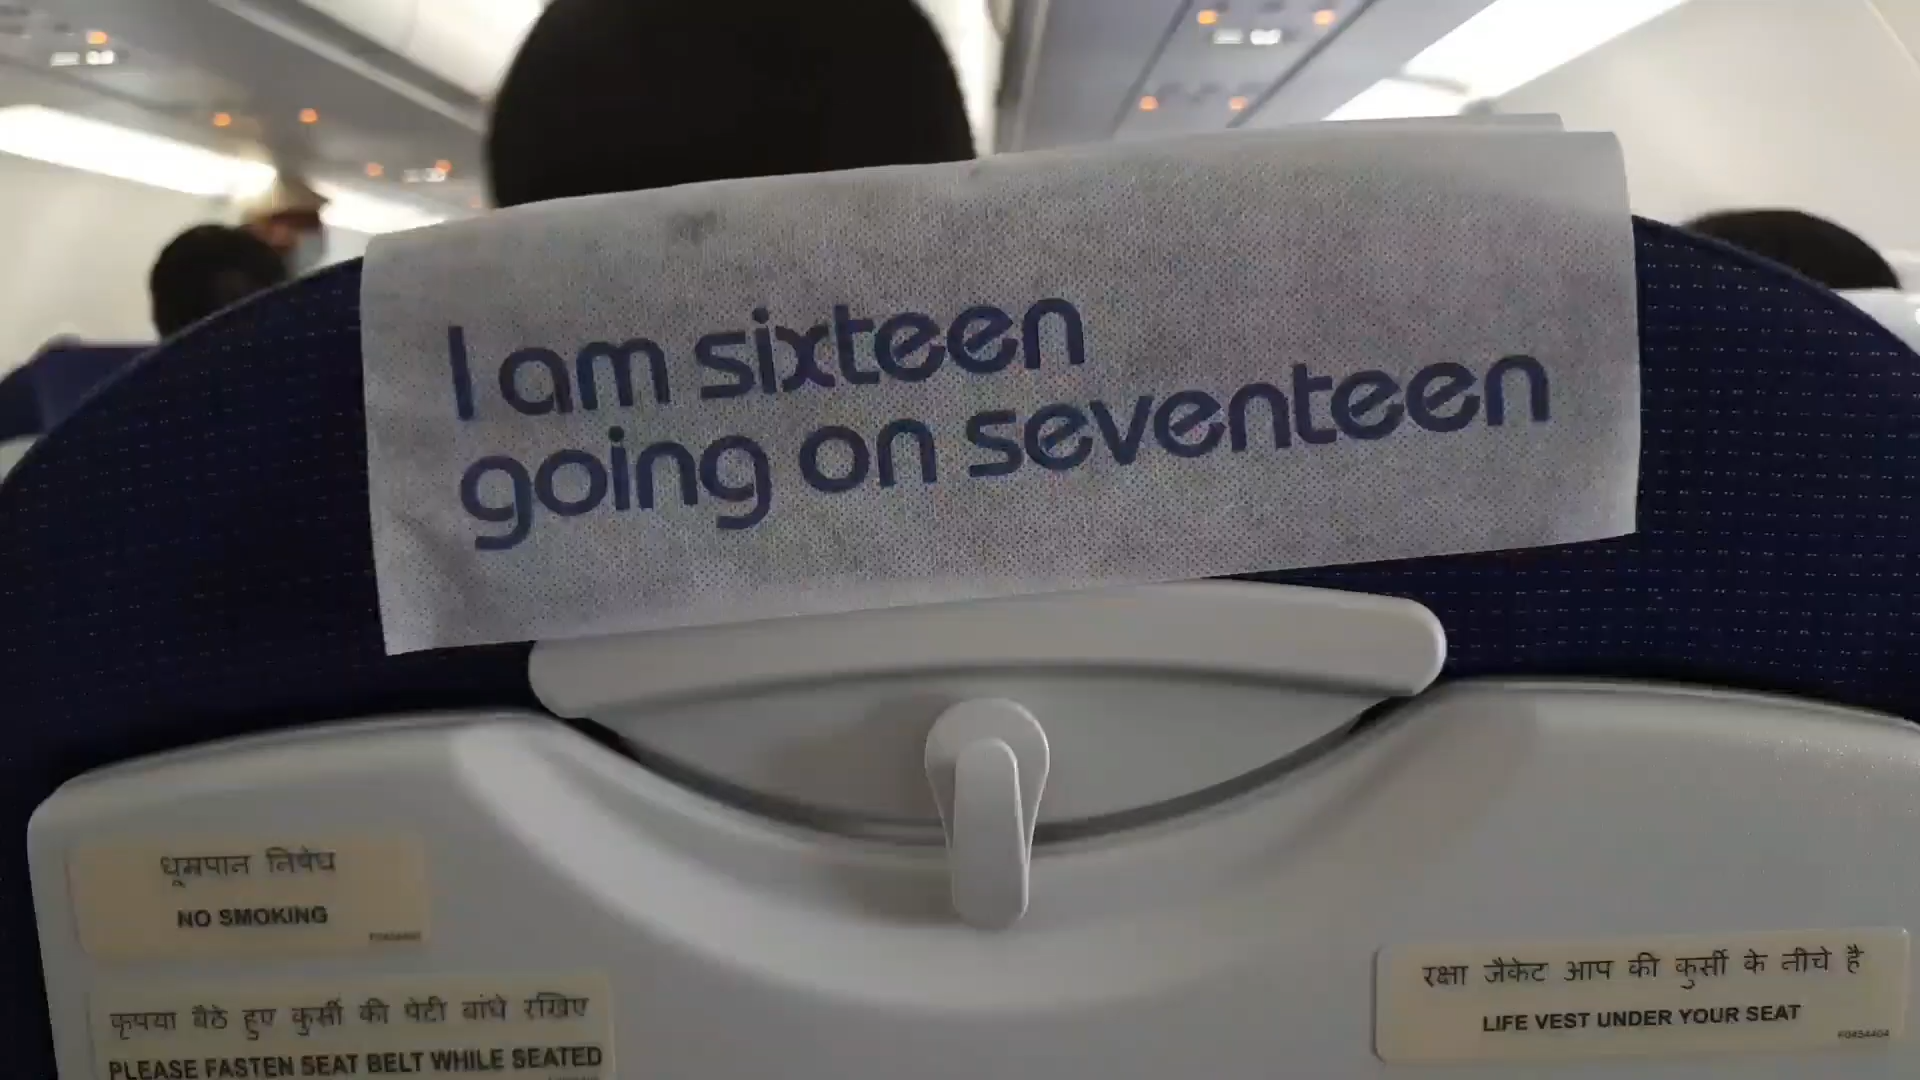 I am sixteen
going on seventeen
धूम्रपान निषेध
NO SMOKING
कृपया बैठे हुए कुर्सी की पेटी बांधे रखिए
PLEASE FASTEN SEAT BELT WHILE SEATED
रक्षा जैकेट आप की कुर्सी के नीचे है
LIFE VEST UNDER YOUR SEAT